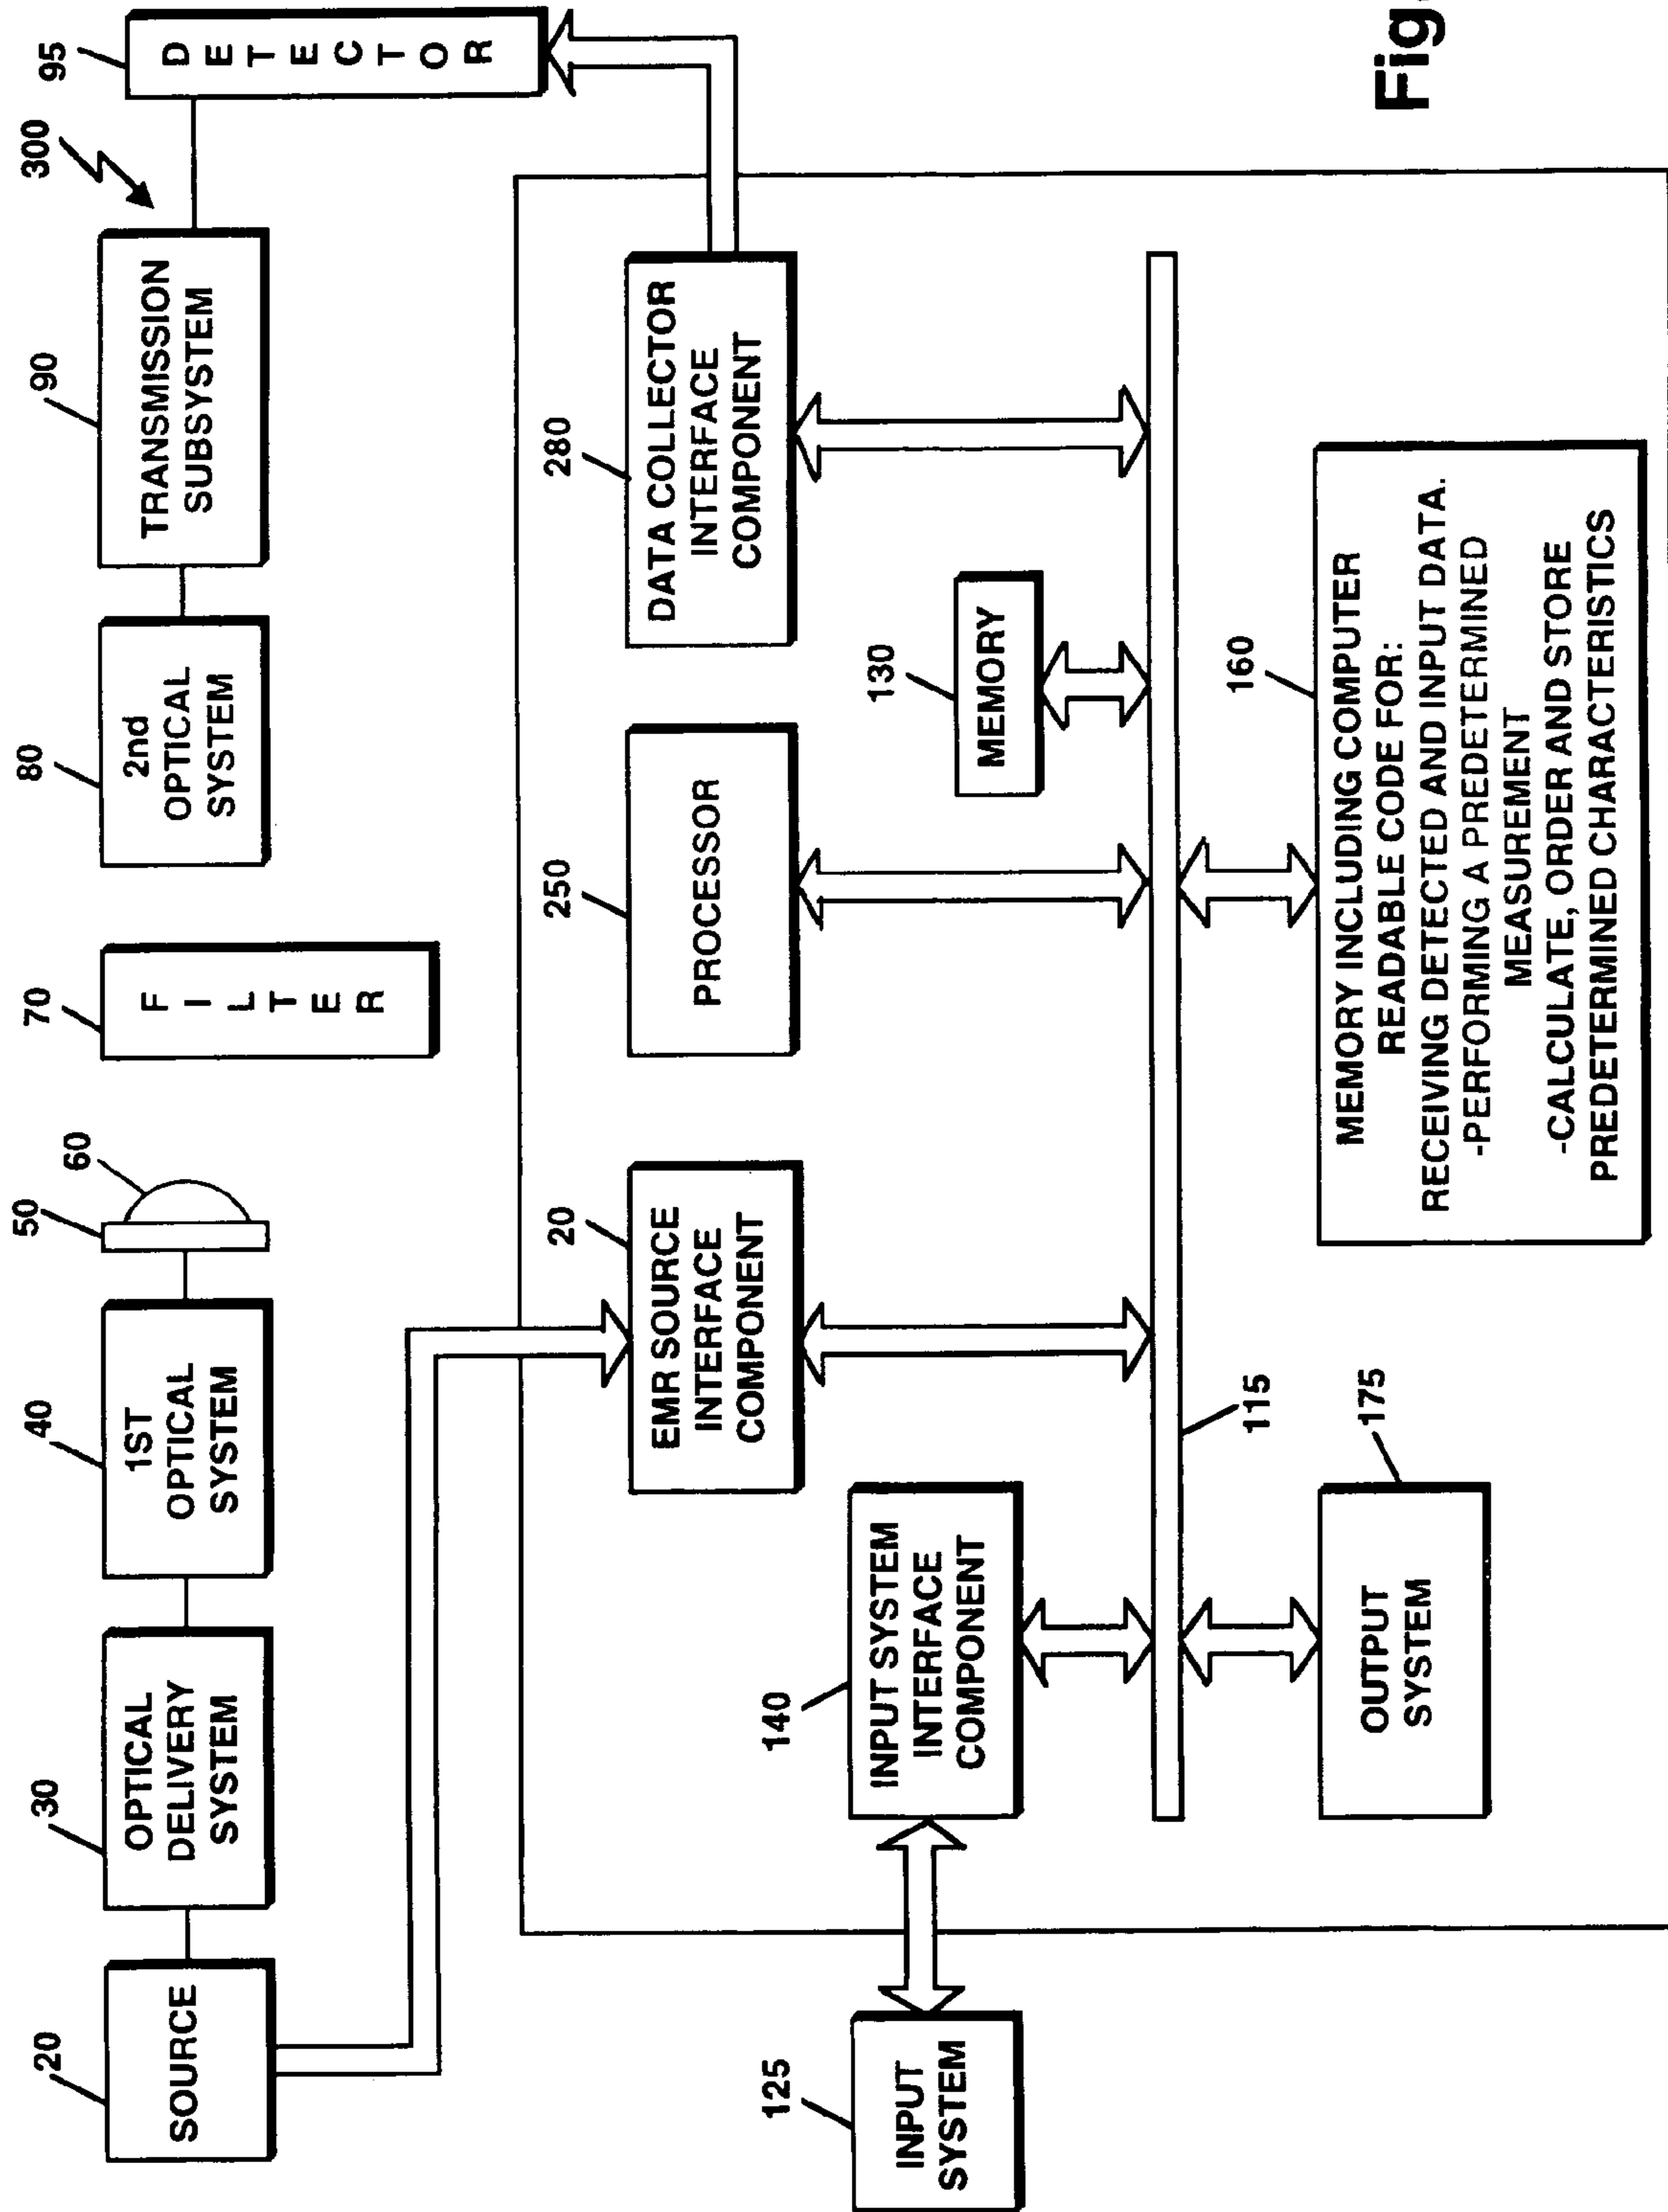 20
SOURCE
30
OPTICAL
DELIVERY
SYSTEM
40
1ST
OPTICAL
SYSTEM
50
60
70
FILTER
80
2nd
OPTICAL
SYSTEM
90
TRANSMISSION
SUBSYSTEM
300
95
DETECTOR
20
EMR SOURCE
INTERFACE
COMPONENT
250
PROCESSOR
280
DATA COLLECTOR
INTERFACE
COMPONENT
125
INPUT
SYSTEM
140
INPUT SYSTEM
INTERFACE
COMPONENT
130
MEMORY
115
175
OUTPUT
SYSTEM
160
MEMORY INCLUDING COMPUTER
READABLE CODE FOR:
RECEIVING DETECTED AND INPUT DATA.
-PERFORMING A PREDETERMINED
MEASUREMENT
-CALCULATE, ORDER AND STORE
PREDETERMINED CHARACTERISTICS
Fig